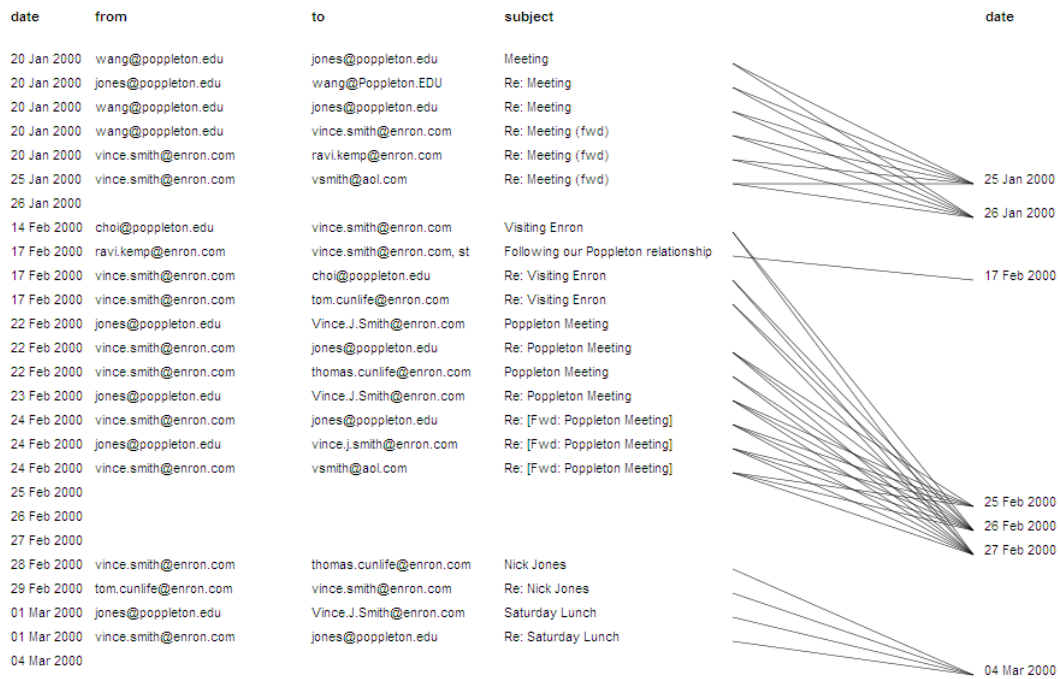 date from to subject date
20 Jan 2000 wang@poppleton.edu jones@poppleton.edu Meeting
20 Jan 2000 jones@poppleton.edu wang@Poppleton.EDU Re: Meeting
20 Jan 2000 wang@poppleton.edu jones@poppleton.edu Re: Meeting
20 Jan 2000 wang@poppleton.edu vince.smith@enron.com Re: Meeting (fwd)
20 Jan 2000 vince.smith@enron.com ravi.kemp@enron.com Re: Meeting (fwd)
25 Jan 2000 vince.smith@enron.com vsmith@aol.com Re: Meeting (fwd) 25 Jan 2000
26 Jan 2000 26 Jan 2000
14 Feb 2000 choi@poppleton.edu vince.smith@enron.com Visiting Enron
17 Feb 2000 ravi.kemp@enron.com vince.smith@enron.com, st Following our Poppleton relationship
17 Feb 2000 vince.smith@enron.com choi@poppleton.edu Re: Visiting Enron 17 Feb 2000
17 Feb 2000 vince.smith@enron.com tom.cunlife@enron.com Re: Visiting Enron
22 Feb 2000 jones@poppleton.edu Vince.J.Smith@enron.com Poppleton Meeting
22 Feb 2000 vince.smith@enron.com jones@poppleton.edu Re: Poppleton Meeting
22 Feb 2000 vince.smith@enron.com thomas.cunlife@enron.com Poppleton Meeting
23 Feb 2000 jones@poppleton.edu Vince.J.Smith@enron.com Re: Poppleton Meeting
24 Feb 2000 vince.smith@enron.com jones@poppleton.edu Re: [Fwd: Poppleton Meeting]
24 Feb 2000 jones@poppleton.edu vince.j.smith@enron.com Re: [Fwd: Poppleton Meeting]
24 Feb 2000 vince.smith@enron.com vsmith@aol.com Re: [Fwd: Poppleton Meeting]
25 Feb 2000 25 Feb 2000
26 Feb 2000 26 Feb 2000
27 Feb 2000 27 Feb 2000
28 Feb 2000 vince.smith@enron.com thomas.cunlife@enron.com Nick Jones
29 Feb 2000 tom.cunlife@enron.com vince.smith@enron.com Re: Nick Jones
01 Mar 2000 jones@poppleton.edu Vince.J.Smith@enron.com Saturday Lunch
01 Mar 2000 vince.smith@enron.com jones@poppleton.edu Re: Saturday Lunch
04 Mar 2000 04 Mar 2000